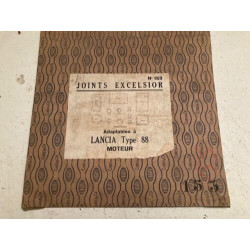 JOINTS EXCELSIOR
Adaptables à
LANCIA Type 88
MOTEUR